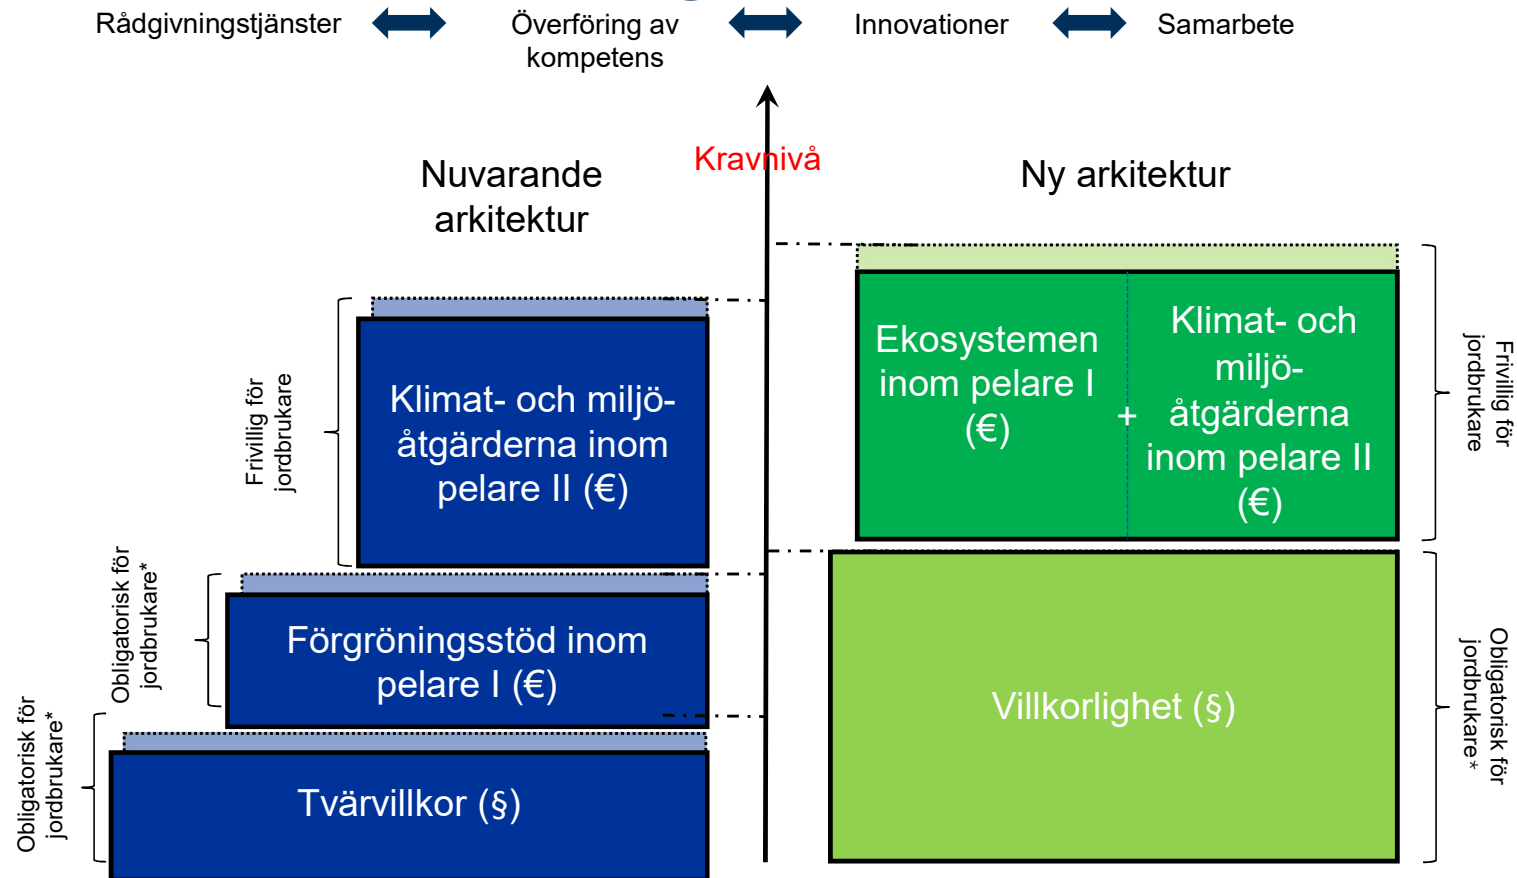 Rådgivningstjänster
Överföring av
kompetens
Innovationer
Samarbete
Kravnivå
Nuvarande
arkitektur
Ny arkitektur
Frivillig för
jordbrukare
Klimat- och miljö-
åtgärderna inom
pelare II (€)
Obligatorisk för
jordbrukare*
Förgröningsstöd inom
pelare I (€)
Obligatorisk för
jordbrukare*
Tvärvillkor (§)
Ekosystemen
inom pelare I
(€)
+
Klimat- och
miljö-
åtgärderna
inom pelare II
(€)
Frivillig för
jordbrukare
Villkorlighet (§)
Obligatorisk för
jordbrukare*